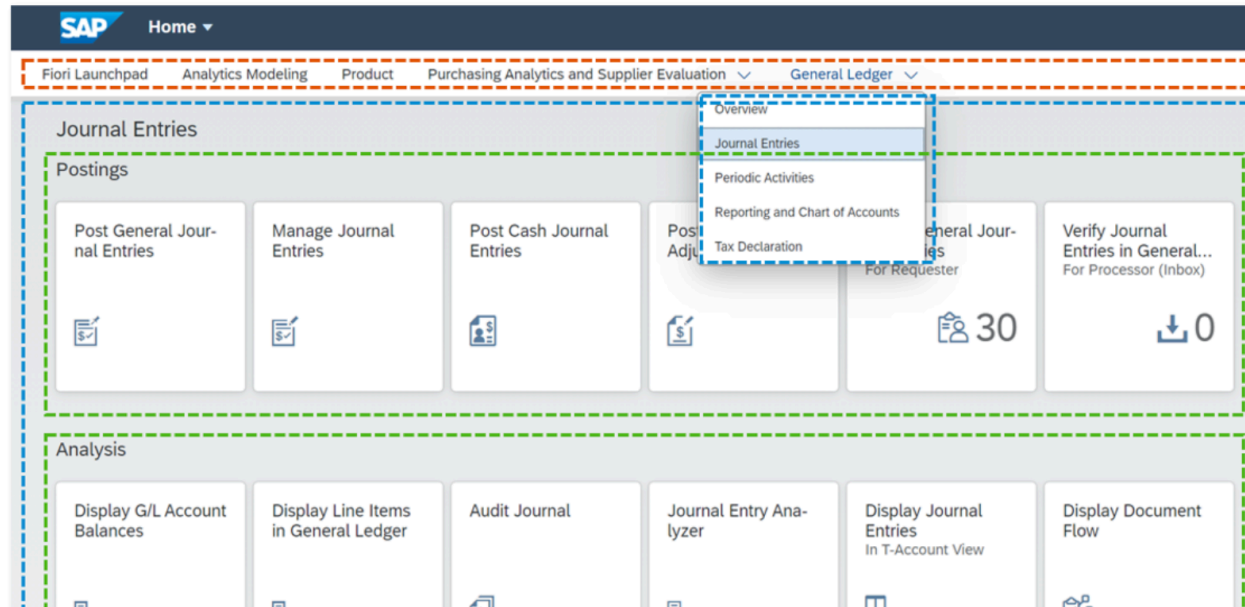 SAP
Home
Fiori Launchpad Analytics Modeling Product Purchasing Analytics and Supplier Evaluation General Ledger
Overview
Journal Entries
Periodic Activities
Reporting and Chart of Accounts
Tax Declaration
Journal Entries
Postings
Post General Jour-
nal Entries
Manage Journal
Entries
Post Cash Journal
Entries
eneral Jour-
For Requester
30
Verify Journal
Entries in General...
For Processor (Inbox)
0
Analysis
Display G/L Account
Balances
Display Line Items
in General Ledger
Audit Journal
Journal Entry Ana-
lyzer
Display Journal
Entries
In T-Account View
Display Document
Flow